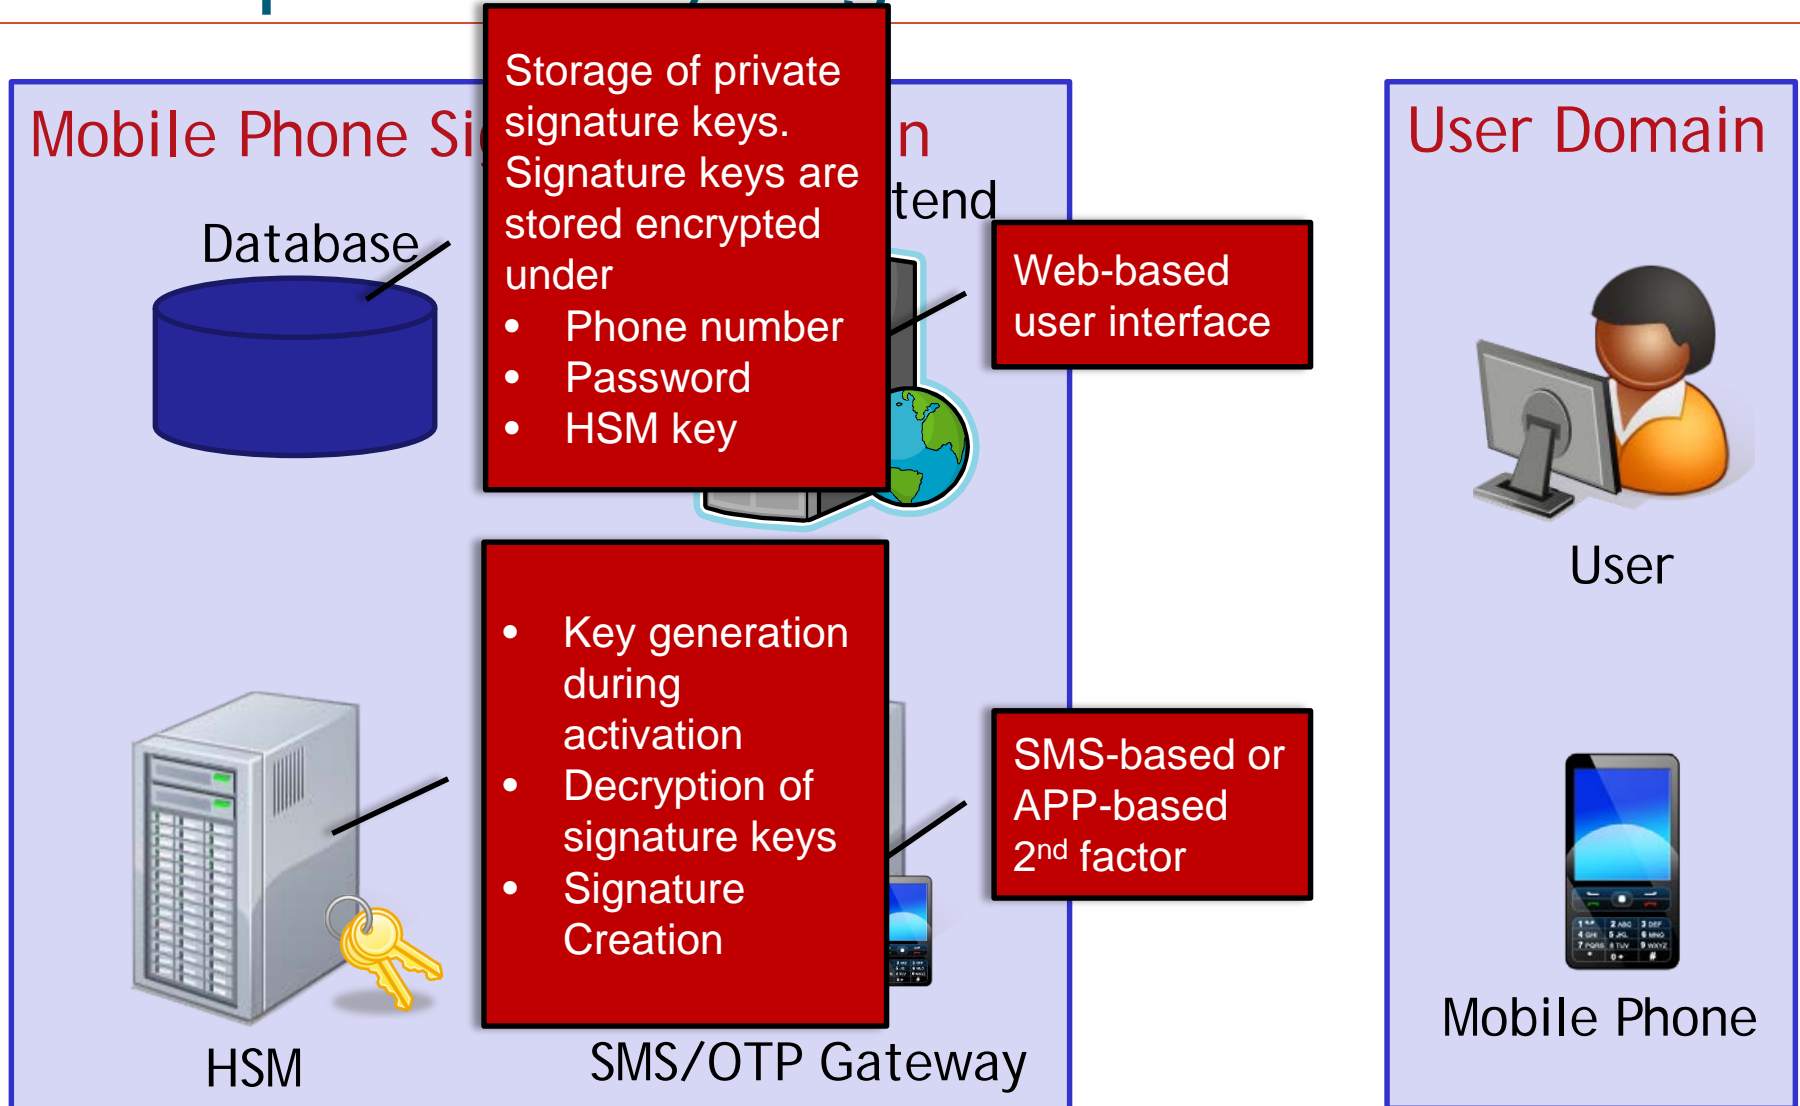 Mobile Phone Si
n
User Domain
Storage of private
signature keys.
Signature keys are
stored encrypted
under
• Phone number
• Password
• HSM key
Database
tend
Web-based
user interface
User
• Key generation
during
activation
• Decryption of
signature keys
• Signature
Creation
SMS-based or
APP-based
2nd factor
HSM
SMS/OTP Gateway
Mobile Phone